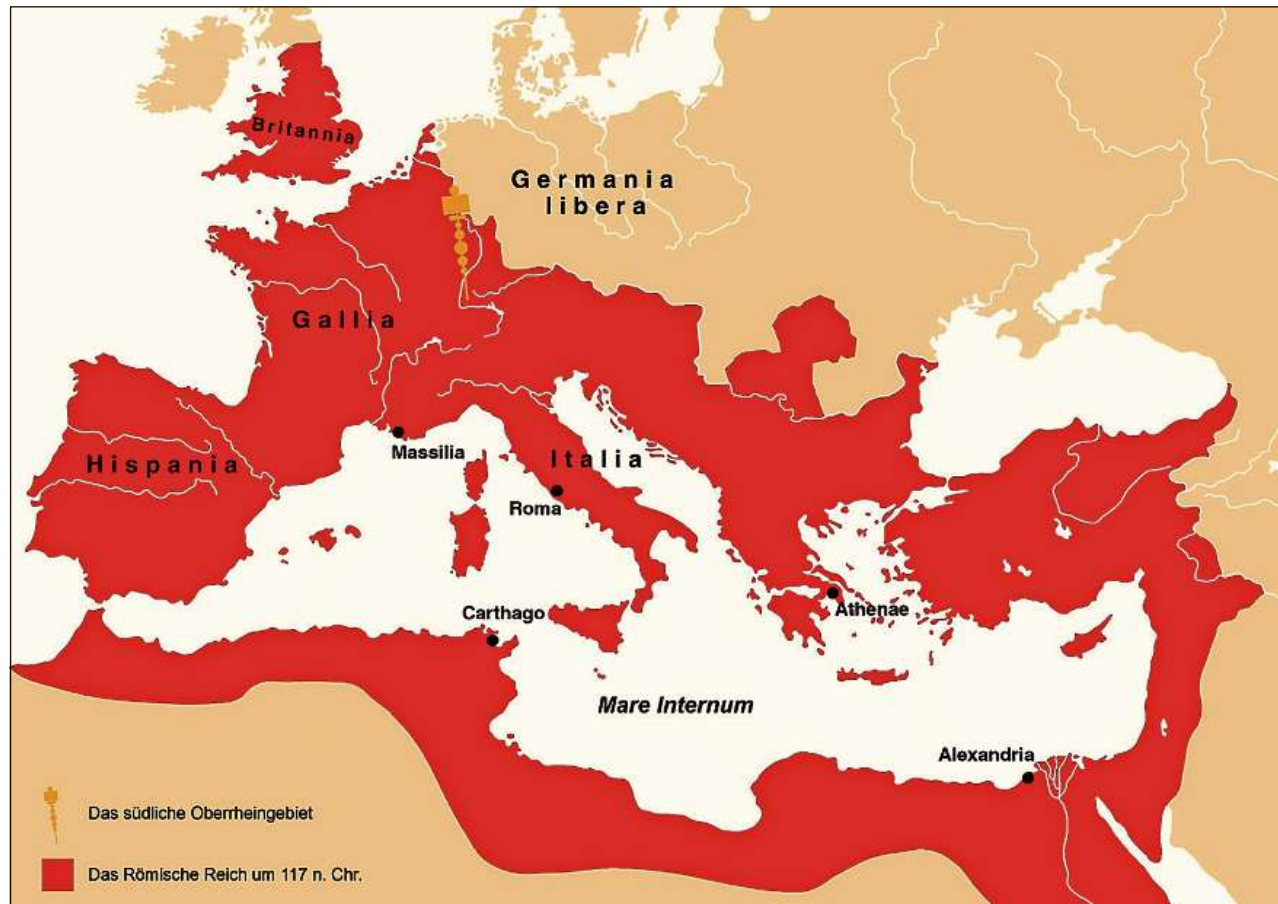 Britannia
Germania
libera
Gallia
Hispania
Massilia
Italia
Roma
Carthago
Athenae
Mare Internum
Alexandria
Das südliche Oberrheingebiet
Das Römische Reich um 117 n. Chr.